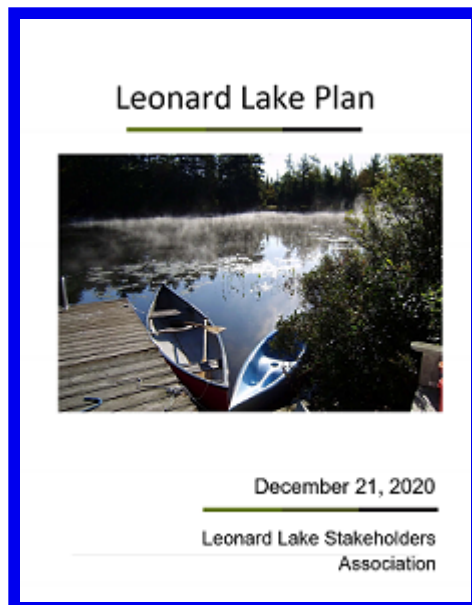 Leonard Lake Plan
December 21, 2020
Leonard Lake Stakeholders
Association